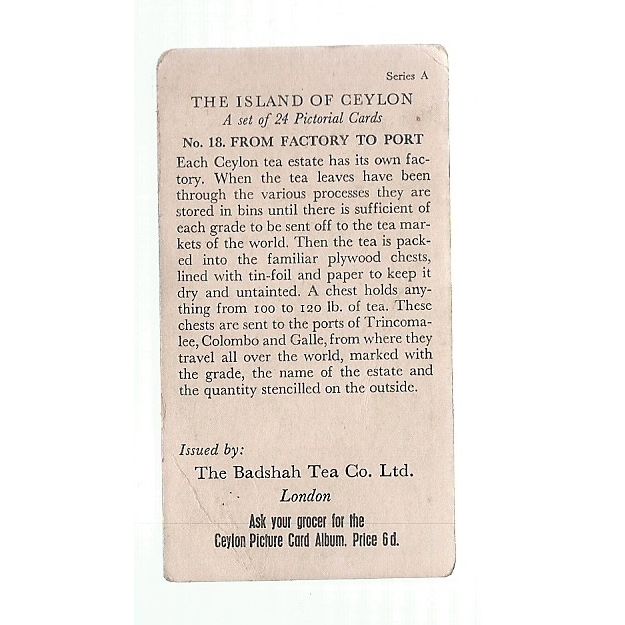 Series A
THE ISLAND OF CEYLON
A set of 24 Pictorial Cards
No. 18. FROM FACTORY TO PORT
Each Ceylon tea estate has its own fac-
tory. When the tea leaves have been
through the various processes they are
stored in bins until there is sufficient of
each grade to be sent off to the tea mar-
kets of the world. Then the tea is pack-
ed into the familiar plywood chests,
lined with tin-foil and paper to keep it
dry and untainted. A chest holds any-
thing from 100 to 120 lb. of tea. These
chests are sent to the ports of Trincoma-
lee, Colombo and Galle, from where they
travel all over the world, marked with
the grade, the name of the estate and
the quantity stencilled on the outside.
Issued by:
The Badshah Tea Co. Ltd.
London
Ask your grocer for the
Ceylon Picture Card Album. Price 6d.